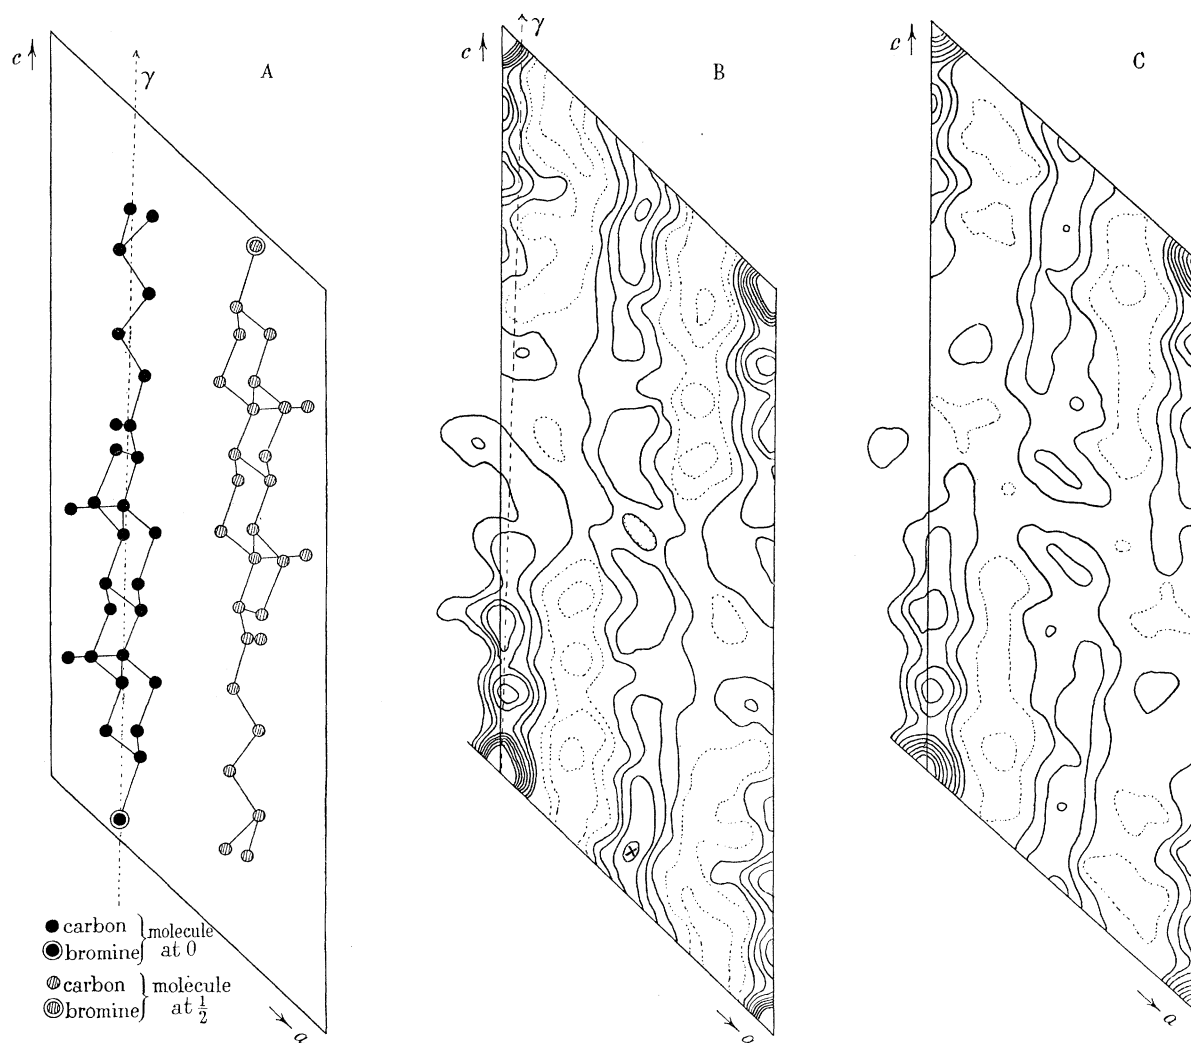 c
γ
A
c
γ
B
c
C
carbon
bromine
molecule
at 0
carbon
bromine
molecule
at 1/2
a
a
a